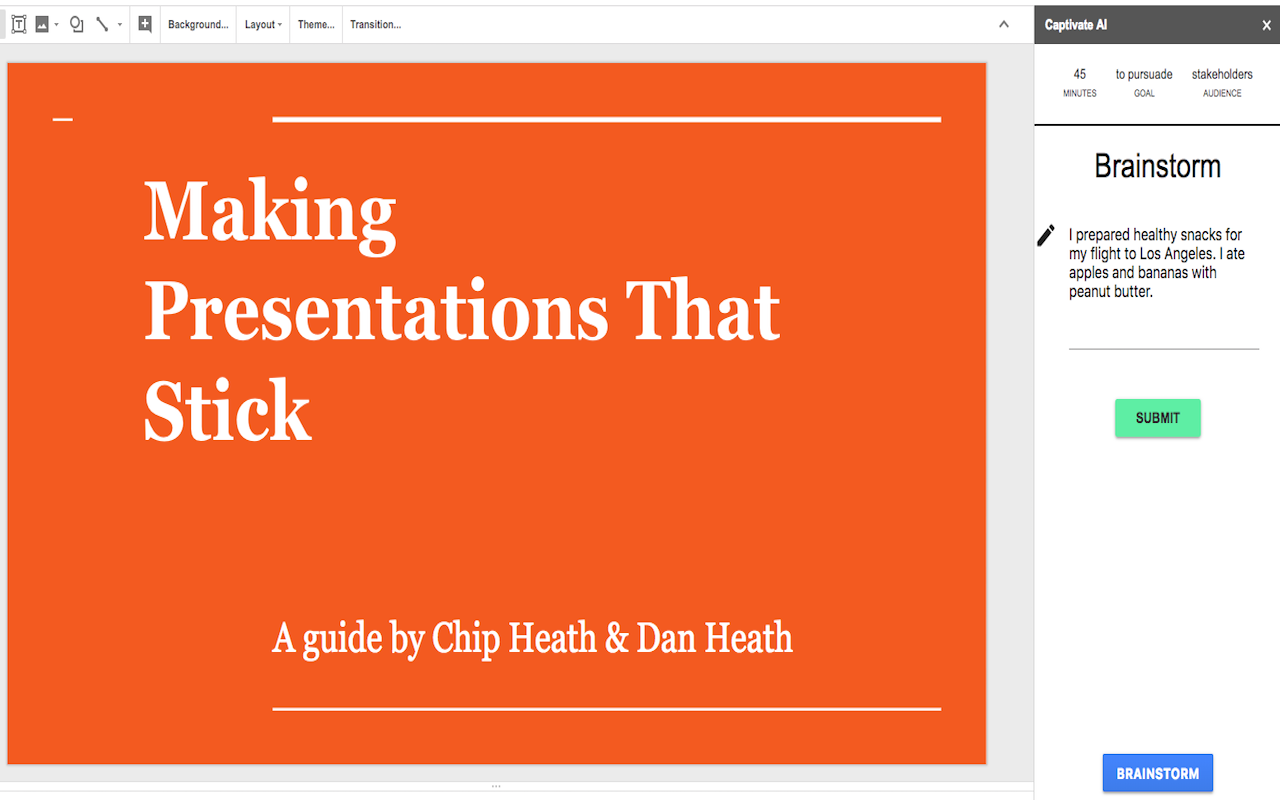 Background...
Layout
Theme...
Transition...
Making
Presentations That
Stick
A guide by Chip Heath & Dan Heath
Captivate AI
45
to pursuade
stakeholders
MINUTES
GOAL
AUDIENCE
Brainstorm
I prepared healthy snacks for
my flight to Los Angeles. I ate
apples and bananas with
peanut butter.
SUBMIT
BRAINSTORM